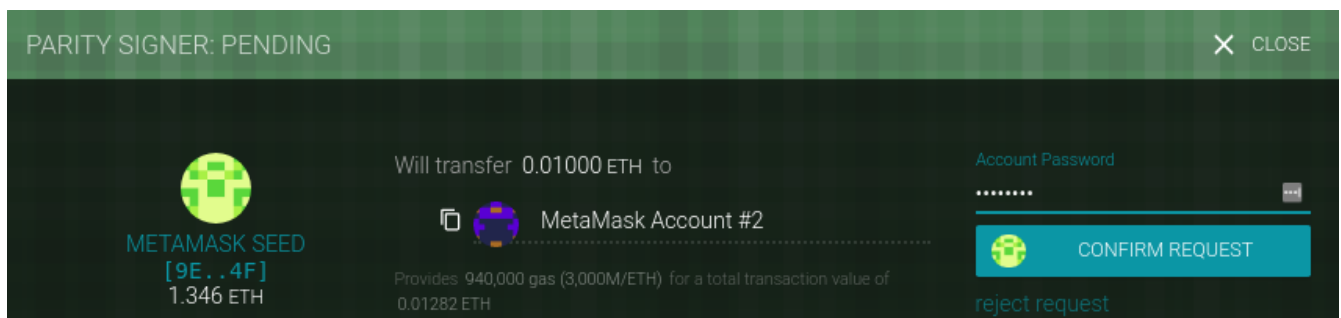 PARITY SIGNER: PENDING
CLOSE
METAMASK SEED
[9E..4F]
1.346 ETH
Will transfer 0.01000 ETH to
MetaMask Account #2
Provides 940,000 gas (3,000M/ETH) for a total transaction value of
0.01282 ETH
Account Password
••••••••
CONFIRM REQUEST
reject request